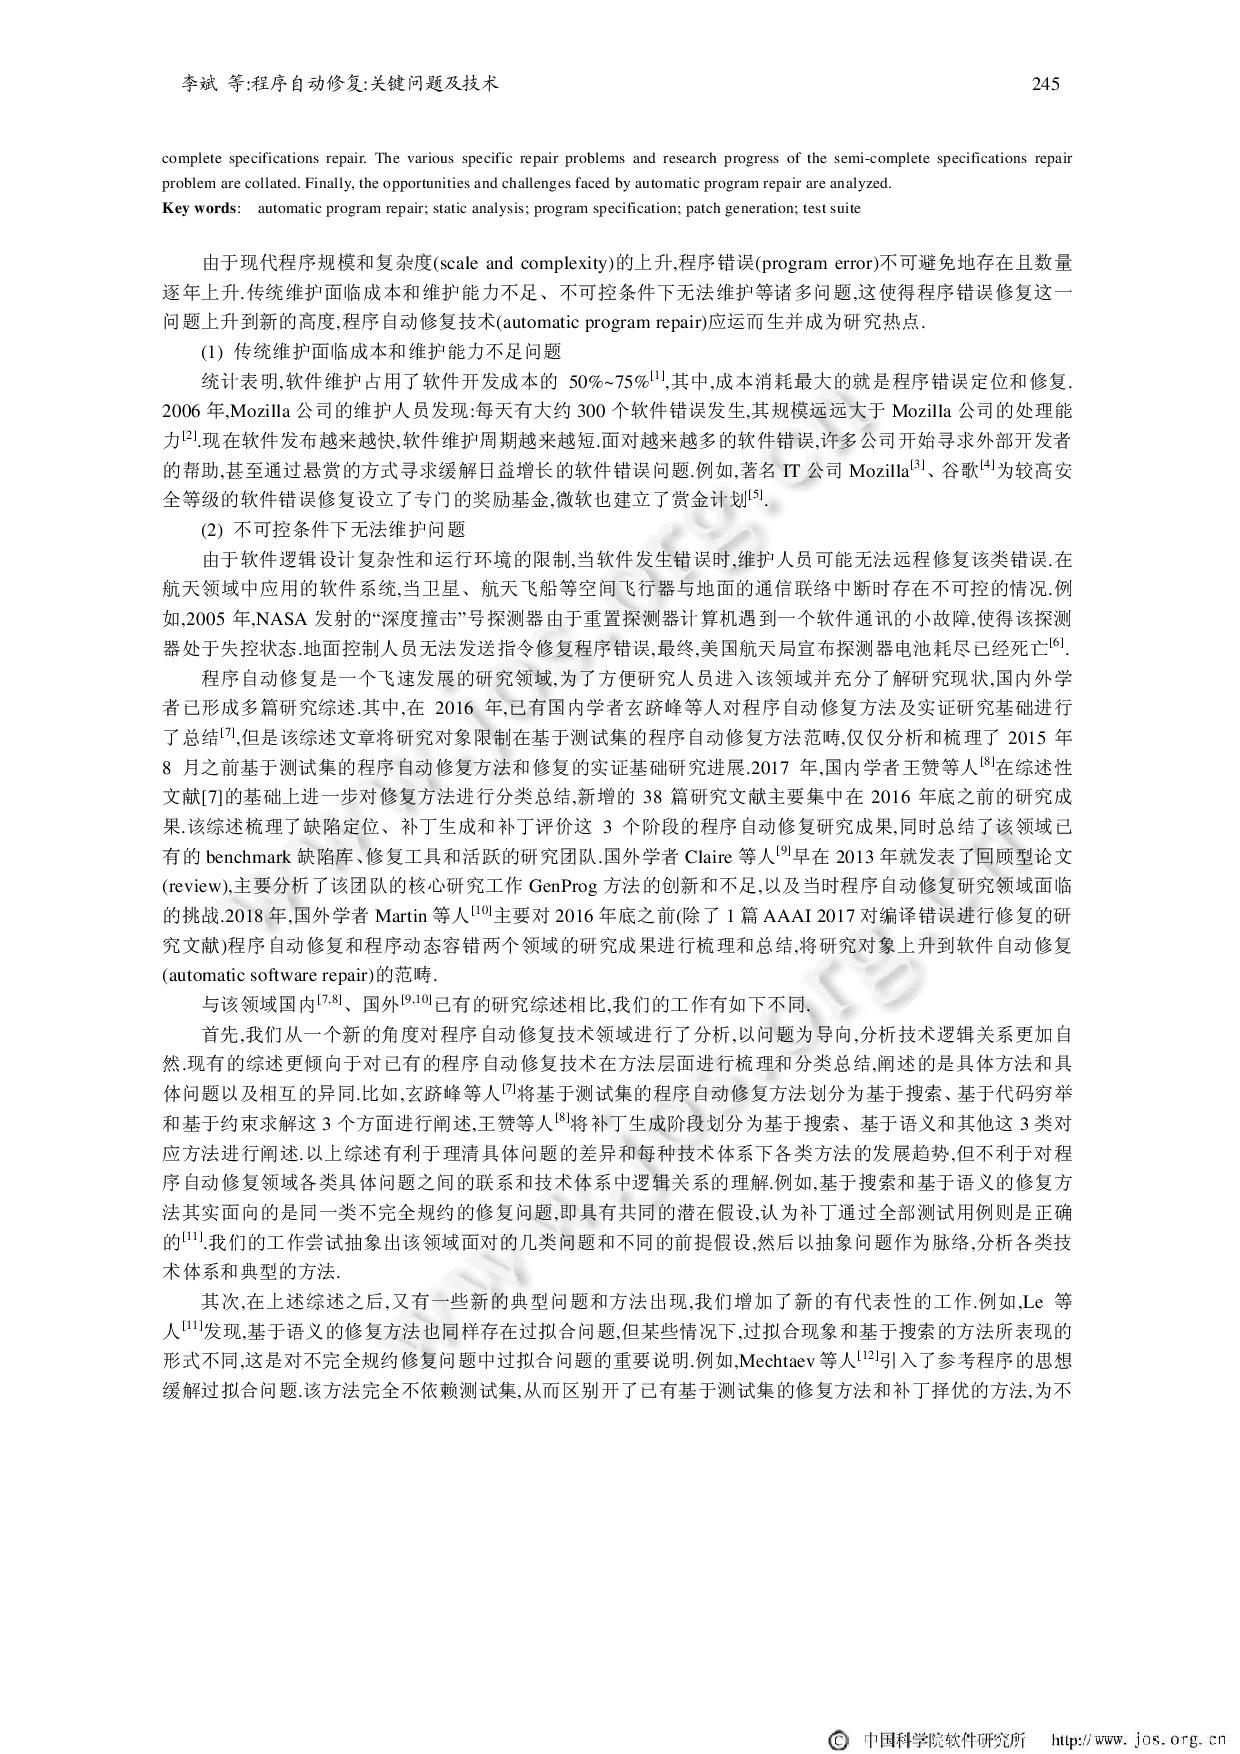 李斌 等:程序自动修复:关键问题及技术 245
complete specifications repair. The various specific repair problems and research progress of the semi-complete specifications repair
problem are collated. Finally, the opportunities and challenges faced by automatic program repair are analyzed.
Key words: automatic program repair; static analysis; program specification; patch generation; test suite
由于现代程序规模和复杂度(scale and complexity)的上升,程序错误(program error)不可避免地存在且数量
逐年上升.传统维护面临成本和维护能力不足、不可控条件下无法维护等诸多问题,这使得程序错误修复这一
问题上升到新的高度,程序自动修复技术(automatic program repair)应运而生并成为研究热点.
(1) 传统维护面临成本和维护能力不足问题
统计表明,软件维护占用了软件开发成本的 50%~75%[1],其中,成本消耗最大的就是程序错误定位和修复.
2006 年,Mozilla 公司的维护人员发现:每天有大约 300 个软件错误发生,其规模远远大于 Mozilla 公司的处理能
力[2].现在软件发布越来越快,软件维护周期越来越短.面对越来越多的软件错误,许多公司开始寻求外部开发者
的帮助,甚至通过悬赏的方式寻求缓解日益增长的软件错误问题.例如,著名 IT 公司 Mozilla[3]、谷歌[4]为较高安
全等级的软件错误修复设立了专门的奖励基金,微软也建立了赏金计划[5].
(2) 不可控条件下无法维护问题
由于软件逻辑设计复杂性和运行环境的限制,当软件发生错误时,维护人员可能无法远程修复该类错误.在
航天领域中应用的软件系统,当卫星、航天飞船等空间飞行器与地面的通信联络中断时存在不可控的情况.例
如,2005 年,NASA 发射的“深度撞击”号探测器由于重置探测器计算机遇到一个软件通讯的小故障,使得该探测
器处于失控状态.地面控制人员无法发送指令修复程序错误,最终,美国航天局宣布探测器电池耗尽已经死亡[6].
程序自动修复是一个飞速发展的研究领域,为了方便研究人员进入该领域并充分了解研究现状,国内外学
者已形成多篇研究综述.其中,在 2016 年,已有国内学者玄跻峰等人对程序自动修复方法及实证研究基础进行
了总结[7],但是该综述文章将研究对象限制在基于测试集的程序自动修复方法范畴,仅仅分析和梳理了 2015 年
8 月之前基于测试集的程序自动修复方法和修复的实证基础研究进展.2017 年,国内学者王赞等人[8]在综述性
文献[7]的基础上进一步对修复方法进行分类总结,新增的 38 篇研究文献主要集中在 2016 年底之前的研究成
果.该综述梳理了缺陷定位、补丁生成和补丁评价这 3 个阶段的程序自动修复研究成果,同时总结了该领域已
有的 benchmark 缺陷库、修复工具和活跃的研究团队.国外学者 Claire 等人[9]早在 2013 年就发表了回顾型论文
(review),主要分析了该团队的核心研究工作 GenProg 方法的创新和不足,以及当时程序自动修复研究领域面临
的挑战.2018 年,国外学者 Martin 等人[10]主要对 2016 年底之前(除了 1 篇 AAAI 2017 对编译错误进行修复的研
究文献)程序自动修复和程序动态容错两个领域的研究成果进行梳理和总结,将研究对象上升到软件自动修复
(automatic software repair)的范畴.
与该领域国内[7,8]、国外[9,10]已有的研究综述相比,我们的工作有如下不同.
首先,我们从一个新的角度对程序自动修复技术领域进行了分析,以问题为导向,分析技术逻辑关系更加自
然.现有的综述更倾向于对已有的程序自动修复技术在方法层面进行梳理和分类总结,阐述的是具体方法和具
体问题以及相互的异同.比如,玄跻峰等人[7]将基于测试集的程序自动修复方法划分为基于搜索、基于代码穷举
和基于约束求解这 3 个方面进行阐述,王赞等人[8]将补丁生成阶段划分为基于搜索、基于语义和其他这 3 类对
应方法进行阐述.以上综述有利于理清具体问题的差异和每种技术体系下各类方法的发展趋势,但不利于对程
序自动修复领域各类具体问题之间的联系和技术体系中逻辑关系的理解.例如,基于搜索和基于语义的修复方
法其实面向的是同一类不完全规约的修复问题,即具有共同的潜在假设,认为补丁通过全部测试用例则是正确
的[11].我们的工作尝试抽象出该领域面对的几类问题和不同的前提假设,然后以抽象问题作为脉络,分析各类技
术体系和典型的方法.
其次,在上述综述之后,又有一些新的典型问题和方法出现,我们增加了新的有代表性的工作.例如,Le 等
人[11]发现,基于语义的修复方法也同样存在过拟合问题,但某些情况下,过拟合现象和基于搜索的方法所表现的
形式不同,这是对不完全规约修复问题中过拟合问题的重要说明.例如,Mechtaev 等人[12]引入了参考程序的思想
缓解过拟合问题.该方法完全不依赖测试集,从而区别开了已有基于测试集的修复方法和补丁择优的方法,为不
www.jos.org.cn
www.jos.org.cn
© 中国科学院软件研究所 http://www.jos.org.cn